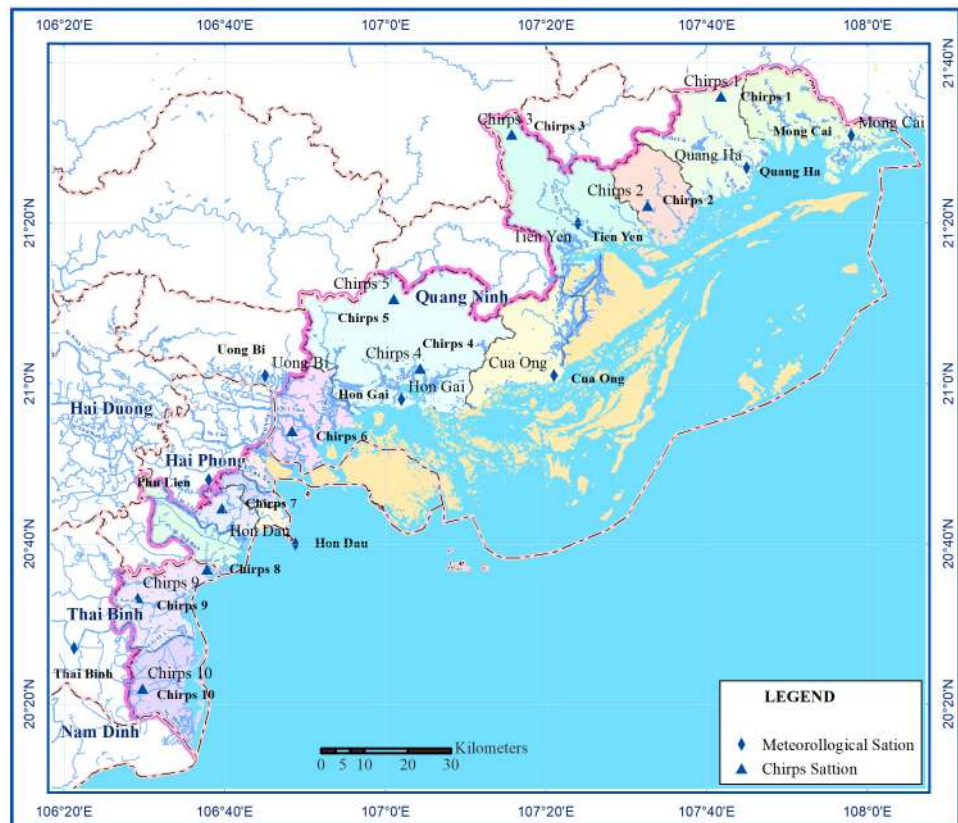 106°20'E 106°40'E 107°0'E 107°20'E 107°40'E 108°0'E
21°40'N 21°40'N
Chirps 1
Chirps 1
Chirps 3
Chirps 3
Mong Cai
Mong Cai
Quang Ha
Quang Ha
Chirps 2
Chirps 2
21°20'N 21°20'N
Tien Yen
Tien Yen
Chirps 5
Quang Ninh
Chirps 5
Chirps 4
Chirps 4
Uong Bi
Uong Bi
Cua Ong
Cua Ong
21°0'N 21°0'N
Hon Gai
Hon Gai
Hai Duong
Chirps 6
Hai Phong
Phu Lien
Chirps 7
Hon Dau
Hon Dau
20°40'N 20°40'N
Chirps 8
Chirps 9
Chirps 9
Thai Binh
Thai Binh
Chirps 10
Chirps 10
Nam Dinh
20°20'N 20°20'N
LEGEND
Meteorollogical Sation
Chirps Sattion
Kilometers
0 5 10 20 30
106°20'E 106°40'E 107°0'E 107°20'E 107°40'E 108°0'E